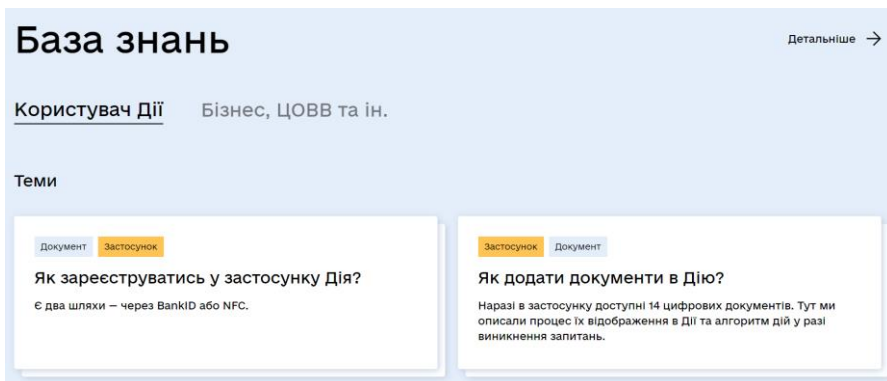 База знань
Детальніше →
Користувач Дії
Бізнес, ЦОВВ та ін.
Теми
Документ
Застосунок
Як зареєструватись у застосунку Дія?
Є два шляхи — через BankID або NFC.
Застосунок
Документ
Як додати документи в Дію?
Наразі в застосунку доступні 14 цифрових документів. Тут ми
описали процес їх відображення в Дії та алгоритм дій у разі
виникнення запитань.